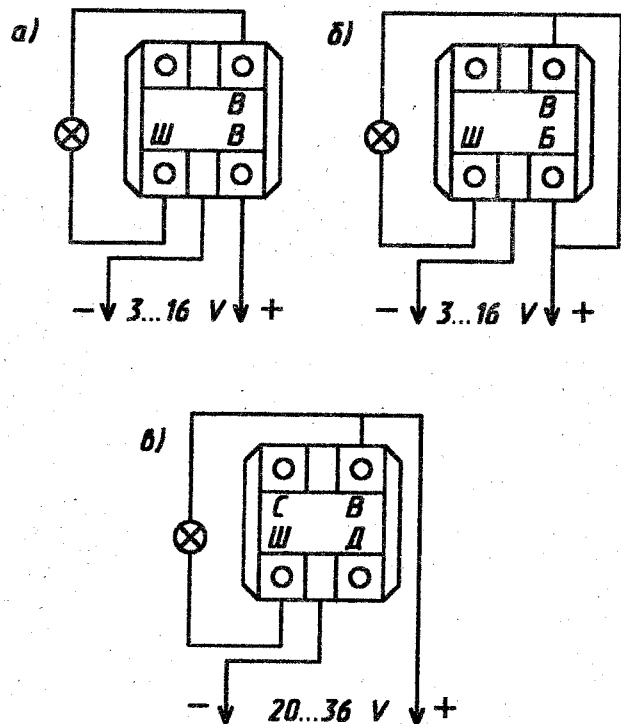 а) б)
В В
Ш В Ш Б
– 3...16 V + – 3...16 V +
в)
С В
Ш Д
– 20...36 V +